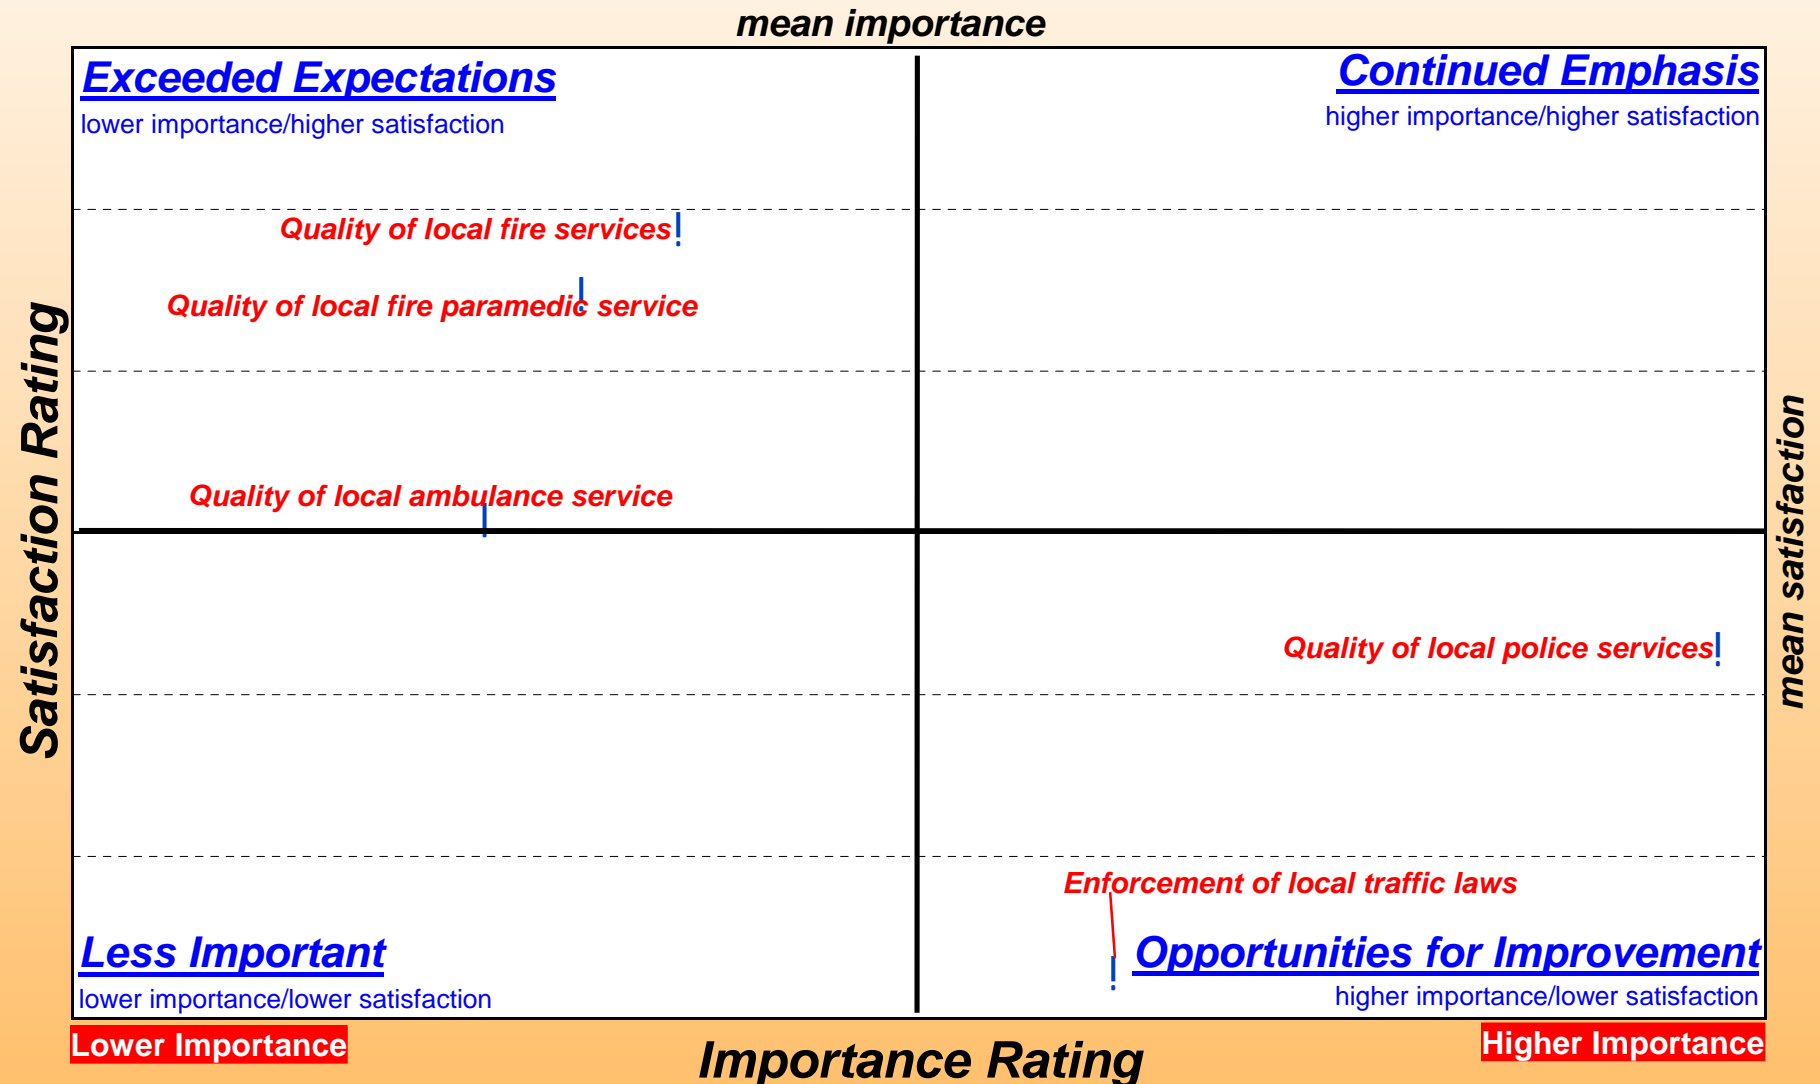 mean importance
Exceeded Expectations
lower importance/higher satisfaction
Continued Emphasis
higher importance/higher satisfaction
Quality of local fire services
Quality of local fire paramedic service
Quality of local ambulance service
Satisfaction Rating
mean satisfaction
Quality of local police services
Enforcement of local traffic laws
Less Important
lower importance/lower satisfaction
Opportunities for Improvement
higher importance/lower satisfaction
Lower Importance
Importance Rating
Higher Importance